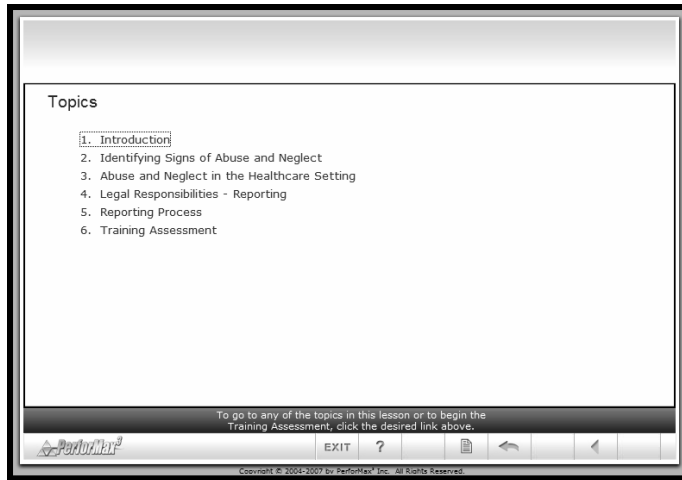 Topics
1. Introduction
2. Identifying Signs of Abuse and Neglect
3. Abuse and Neglect in the Healthcare Setting
4. Legal Responsibilities - Reporting
5. Reporting Process
6. Training Assessment
To go to any of the topics in this lesson or to begin the
Training Assessment, click the desired link above.
PerforMax³ EXIT ?
Copyright © 2004-2007 by PerforMax³ Inc. All Rights Reserved.